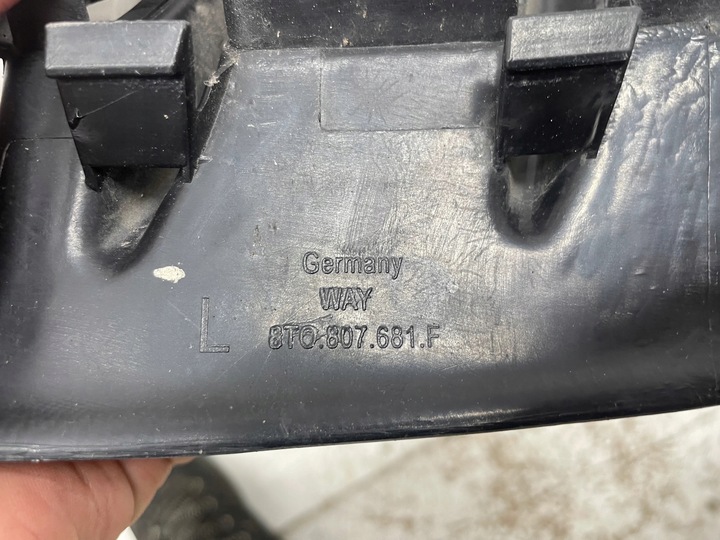 Germany
WAY
L
8T0.807.681.F